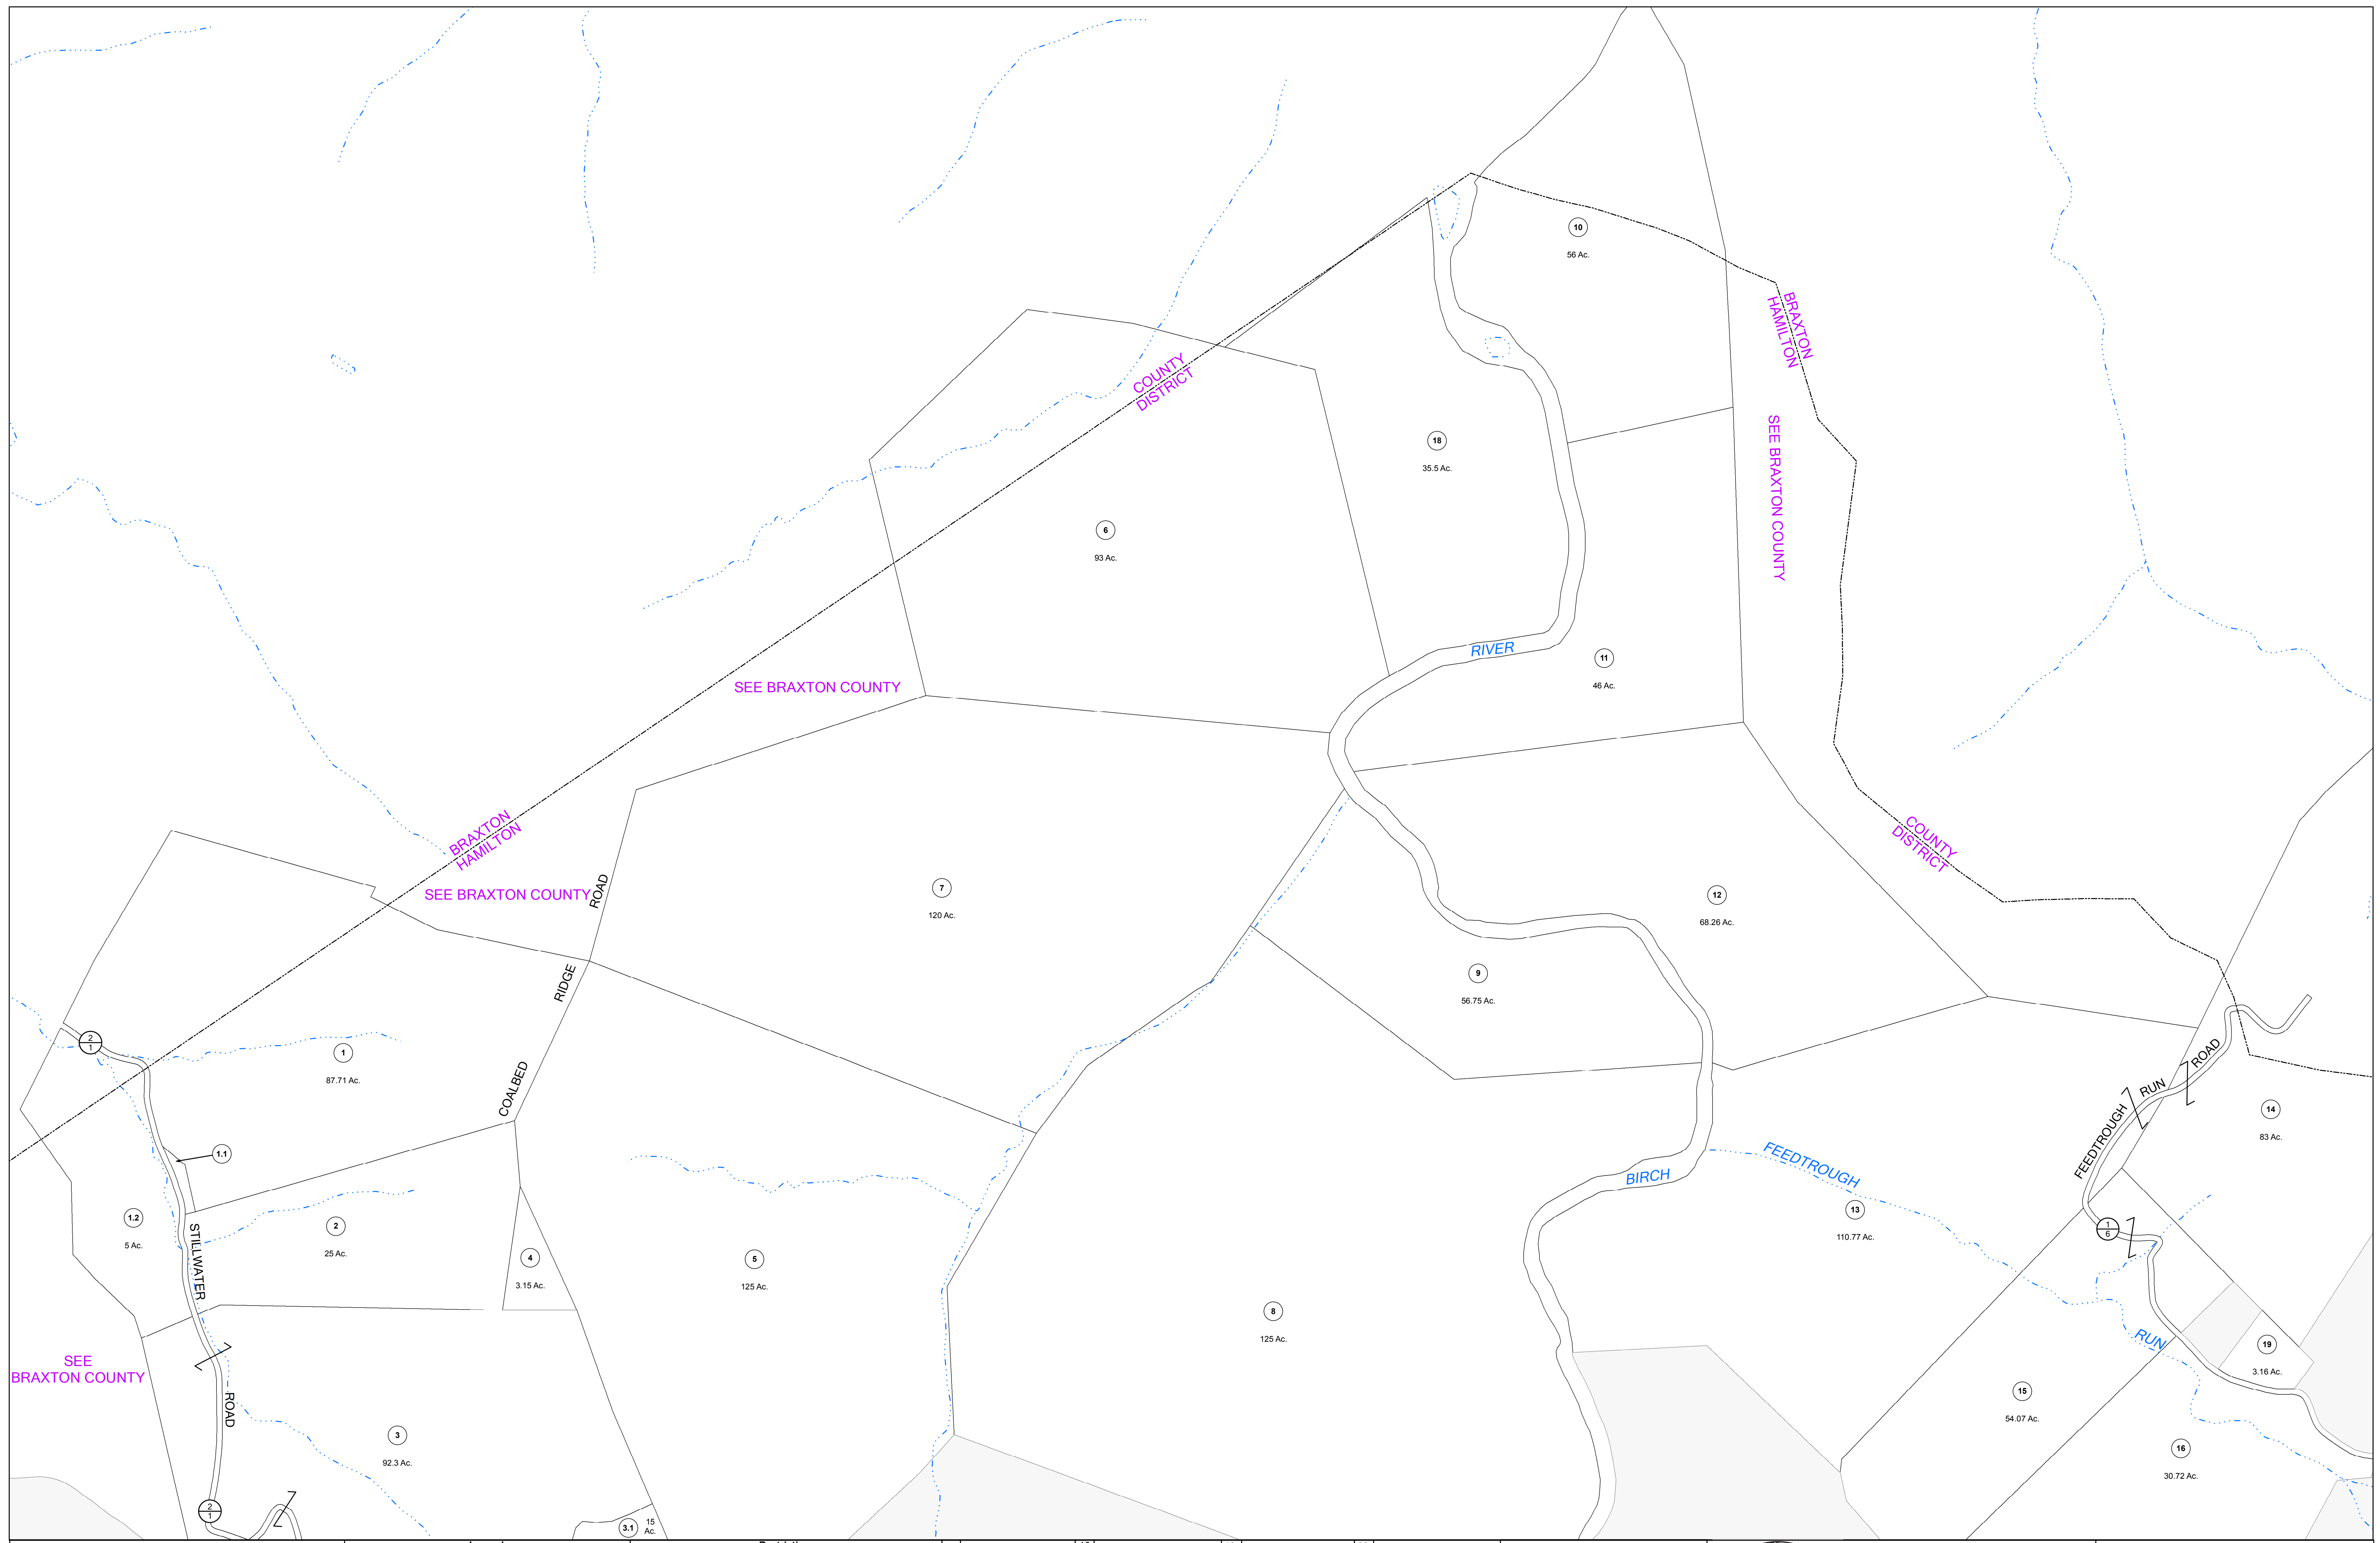 10
56 Ac.
BRAXTON
HAMILTON
COUNTY
DISTRICT
SEE BRAXTON COUNTY
18
35.5 Ac.
6
93 Ac.
RIVER
11
46 Ac.
SEE BRAXTON COUNTY
BRAXTON
HAMILTON
COUNTY
DISTRICT
SEE BRAXTON COUNTY
ROAD
7
120 Ac.
12
68.26 Ac.
RIDGE
9
56.75 Ac.
2
1
1
87.71 Ac.
COALBED
ROAD
RUN
FEEDTROUGH
14
83 Ac.
1.1
FEEDTROUGH
BIRCH
1.2
5 Ac.
2
25 Ac.
STILLWATER
4
3.15 Ac.
5
125 Ac.
13
110.77 Ac.
1
6
8
125 Ac.
RUN
19
3.16 Ac.
SEE
BRAXTON COUNTY
ROAD
15
54.07 Ac.
3
92.3 Ac.
16
30.72 Ac.
2
1
3.1
15
Ac.